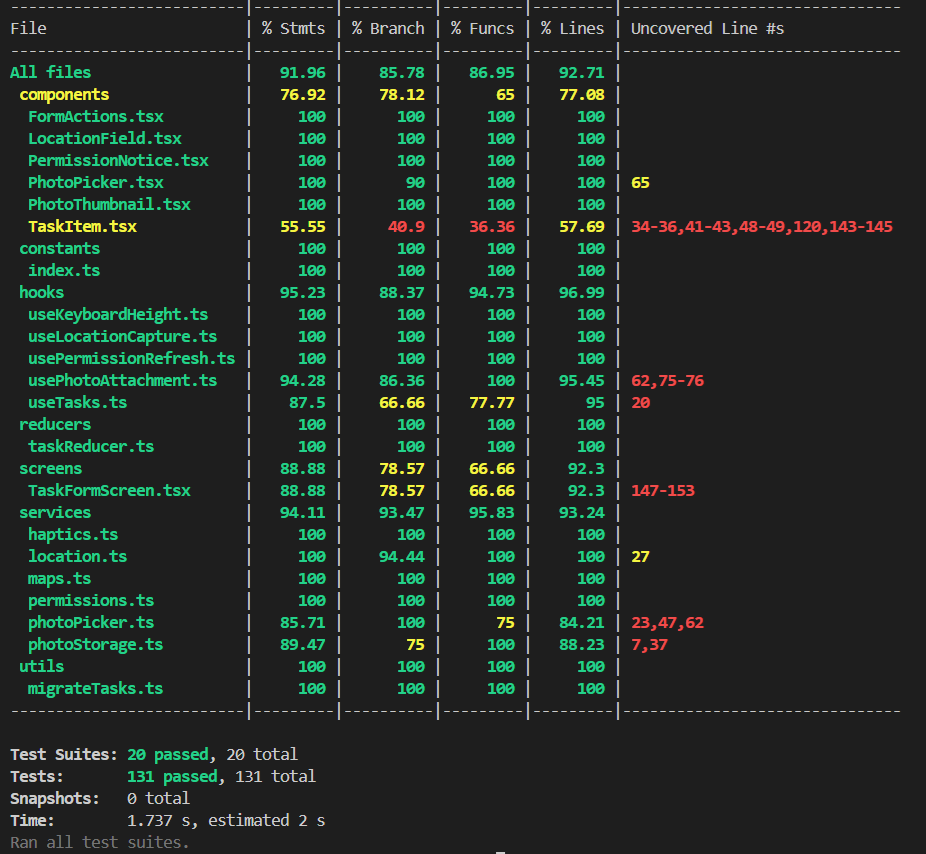 -------------------------|---------|----------|---------|---------|-------------------------------
File                     | % Stmts | % Branch | % Funcs | % Lines | Uncovered Line #s
-------------------------|---------|----------|---------|---------|-------------------------------
All files                |   91.96 |    85.78 |   86.95 |   92.71 |
 components              |   76.92 |    78.12 |      65 |   77.08 |
  FormActions.tsx        |     100 |      100 |     100 |     100 |
  LocationField.tsx      |     100 |      100 |     100 |     100 |
  PermissionNotice.tsx   |     100 |      100 |     100 |     100 |
  PhotoPicker.tsx        |     100 |       90 |     100 |     100 | 65
  PhotoThumbnail.tsx     |     100 |      100 |     100 |     100 |
  TaskItem.tsx           |   55.55 |     40.9 |   36.36 |   57.69 | 34-36,41-43,48-49,120,143-145
 constants               |     100 |      100 |     100 |     100 |
  index.ts               |     100 |      100 |     100 |     100 |
 hooks                   |   95.23 |    88.37 |   94.73 |   96.99 |
  useKeyboardHeight.ts   |     100 |      100 |     100 |     100 |
  useLocationCapture.ts  |     100 |      100 |     100 |     100 |
  usePermissionRefresh.ts |     100 |      100 |     100 |     100 |
  usePhotoAttachment.ts  |   94.28 |    86.36 |     100 |   95.45 | 62,75-76
  useTasks.ts            |    87.5 |    66.66 |   77.77 |      95 | 20
 reducers                |     100 |      100 |     100 |     100 |
  taskReducer.ts         |     100 |      100 |     100 |     100 |
 screens                 |   88.88 |    78.57 |   66.66 |    92.3 |
  TaskFormScreen.tsx     |   88.88 |    78.57 |   66.66 |    92.3 | 147-153
 services                |   94.11 |    93.47 |   95.83 |   93.24 |
  haptics.ts             |     100 |      100 |     100 |     100 |
  location.ts            |     100 |    94.44 |     100 |     100 | 27
  maps.ts                |     100 |      100 |     100 |     100 |
  permissions.ts         |     100 |      100 |     100 |     100 |
  photoPicker.ts         |   85.71 |      100 |      75 |   84.21 | 23,47,62
  photoStorage.ts        |   89.47 |       75 |     100 |   88.23 | 7,37
 utils                   |     100 |      100 |     100 |     100 |
  migrateTasks.ts        |     100 |      100 |     100 |     100 |
-------------------------|---------|----------|---------|---------|-------------------------------
Test Suites: 20 passed, 20 total
Tests:       131 passed, 131 total
Snapshots:   0 total
Time:        1.737 s, estimated 2 s
Ran all test suites.